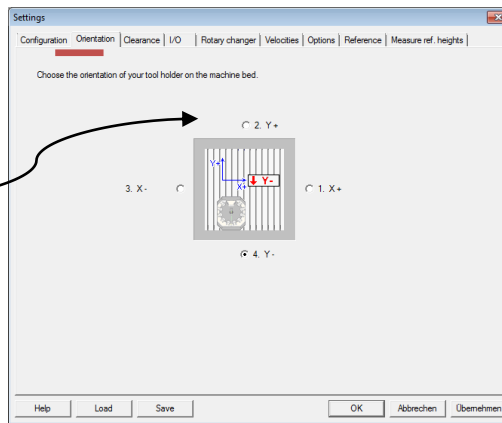 Settings
Configuration Orientation Clearance I/O Rotary changer Velocities Options Reference Measure ref. heights
Choose the orientation of your tool holder on the machine bed.
2. Y+
Y+
Y-
X+
3. X-
1. X+
4. Y-
Help Load Save OK Abbrechen Übernehmen